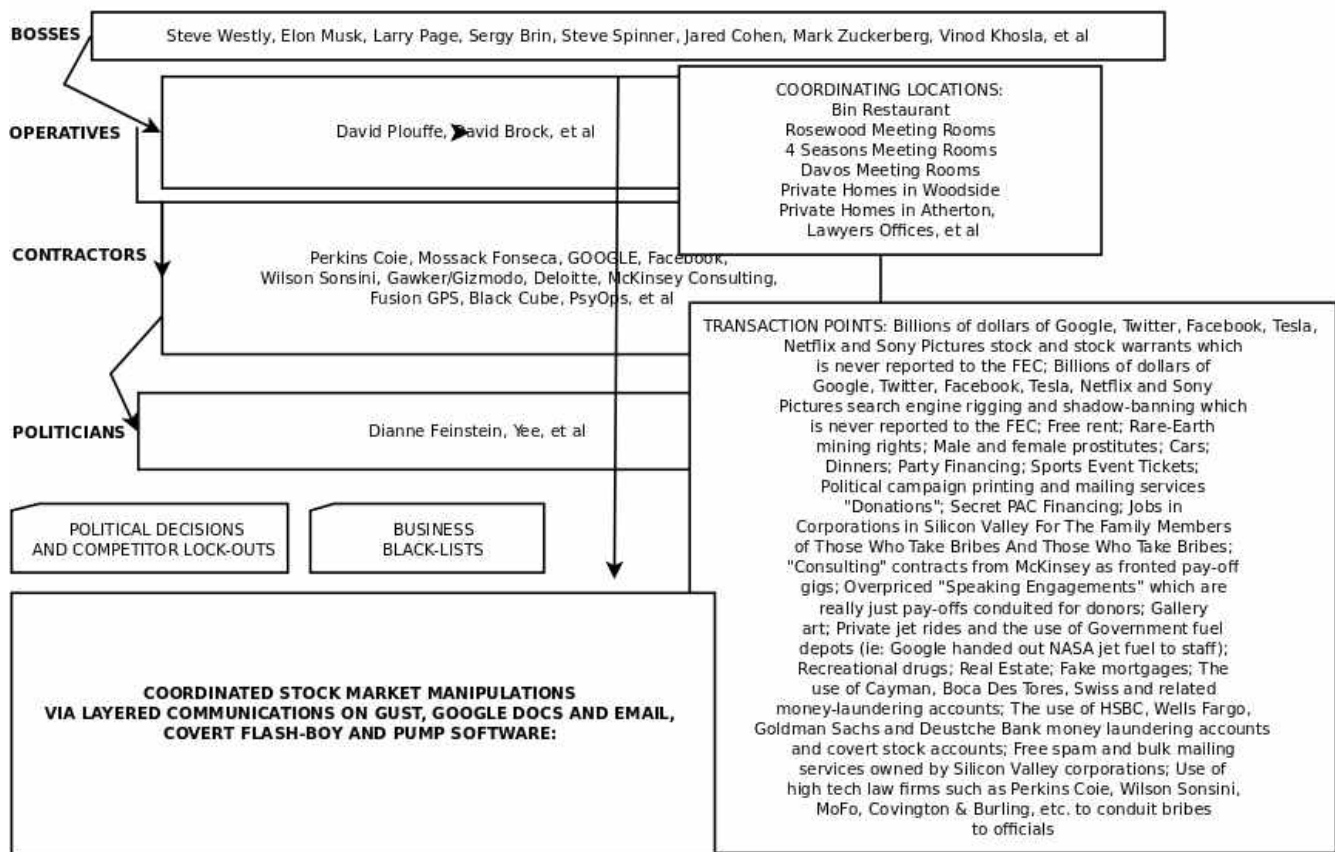 BOSSES
Steve Westly, Elon Musk, Larry Page, Sergy Brin, Steve Spinner, Jared Cohen, Mark Zuckerberg, Vinod Khosla, et al
OPERATIVES
David Plouffe, David Brock, et al
COORDINATING LOCATIONS:
Bin Restaurant
Rosewood Meeting Rooms
4 Seasons Meeting Rooms
Davos Meeting Rooms
Private Homes in Woodside
Private Homes in Atherton,
Lawyers Offices, et al
CONTRACTORS
Perkins Coie, Mossack Fonseca, GOOGLE, Facebook,
Wilson Sonsini, Gawker/Gizmodo, Deloitte, McKinsey Consulting,
Fusion GPS, Black Cube, PsyOps, et al
POLITICIANS
Dianne Feinstein, Yee, et al
TRANSACTION POINTS: Billions of dollars of Google, Twitter, Facebook, Tesla,
Netflix and Sony Pictures stock and stock warrants which
is never reported to the FEC; Billions of dollars of
Google, Twitter, Facebook, Tesla, Netflix and Sony
Pictures search engine rigging and shadow-banning which
is never reported to the FEC; Free rent; Rare-Earth
mining rights; Male and female prostitutes; Cars;
Dinners; Party Financing; Sports Event Tickets;
Political campaign printing and mailing services
"Donations"; Secret PAC Financing; Jobs in
Corporations in Silicon Valley For The Family Members
of Those Who Take Bribes And Those Who Take Bribes;
"Consulting" contracts from McKinsey as fronted pay-off
gigs; Overpriced "Speaking Engagements" which are
really just pay-offs conduited for donors; Gallery
art; Private jet rides and the use of Government fuel
depots (ie: Google handed out NASA jet fuel to staff);
Recreational drugs; Real Estate; Fake mortgages; The
use of Cayman, Boca Des Tores, Swiss and related
money-laundering accounts; The use of HSBC, Wells Fargo,
Goldman Sachs and Deustche Bank money laundering accounts
and covert stock accounts; Free spam and bulk mailing
services owned by Silicon Valley corporations; Use of
high tech law firms such as Perkins Coie, Wilson Sonsini,
MoFo, Covington & Burling, etc. to conduit bribes
to officials
POLITICAL DECISIONS
AND COMPETITOR LOCK-OUTS
BUSINESS
BLACK-LISTS
COORDINATED STOCK MARKET MANIPULATIONS
VIA LAYERED COMMUNICATIONS ON GUST, GOOGLE DOCS AND EMAIL,
COVERT FLASH-BOY AND PUMP SOFTWARE: